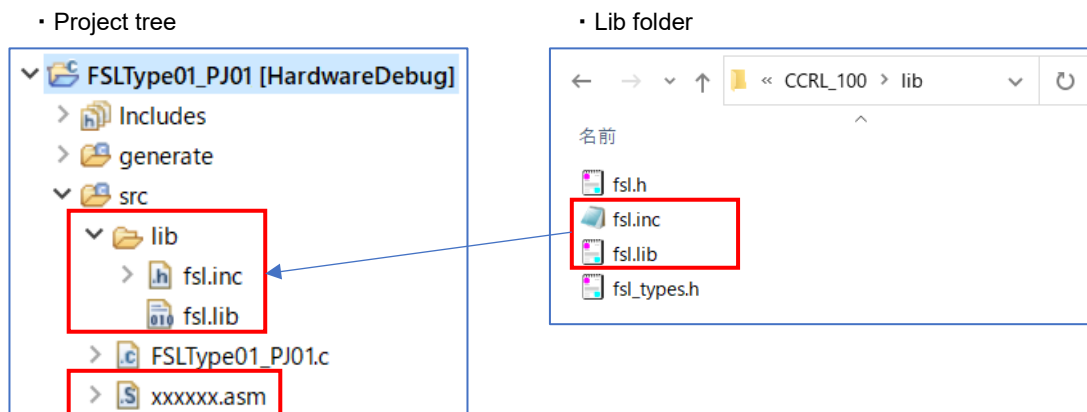 ・Project tree
FSLType01_PJ01 [HardwareDebug]
Includes
generate
src
lib
fsl.inc
fsl.lib
FSLType01_PJ01.c
xxxxxx.asm
・Lib folder
« CCRL_100 > lib
名前
fsl.h
fsl.inc
fsl.lib
fsl_types.h